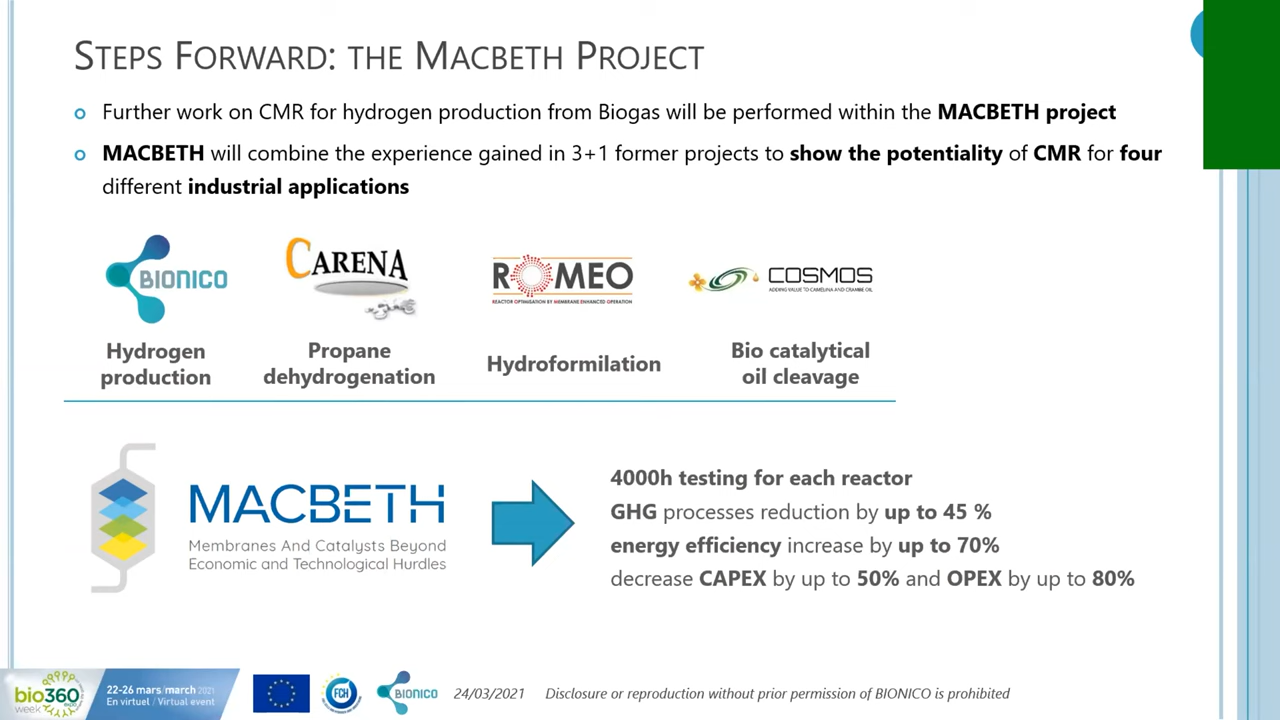 STEPS FORWARD: THE MACBETH PROJECT
Further work on CMR for hydrogen production from Biogas will be performed within the MACBETH project
MACBETH will combine the experience gained in 3+1 former projects to show the potentiality of CMR for four
different industrial applications
BIONICO
CARENA
ROMEO
REACTOR OPTIMISATION BY MEMBRANE ENHANCED OPERATION
COSMOS
ADDING VALUE TO CAMELINA AND CRAMBE OIL
Hydrogen
production
Propane
dehydrogenation
Hydroformilation
Bio catalytical
oil cleavage
MACBETH
Membranes And Catalysts Beyond
Economic and Technological Hurdles
4000h testing for each reactor
GHG processes reduction by up to 45 %
energy efficiency increase by up to 70%
decrease CAPEX by up to 50% and OPEX by up to 80%
bio360
week
expo
22-26 mars/march 2021
En virtuel / Virtual event
FCH
BIONICO
24/03/2021
Disclosure or reproduction without prior permission of BIONICO is prohibited